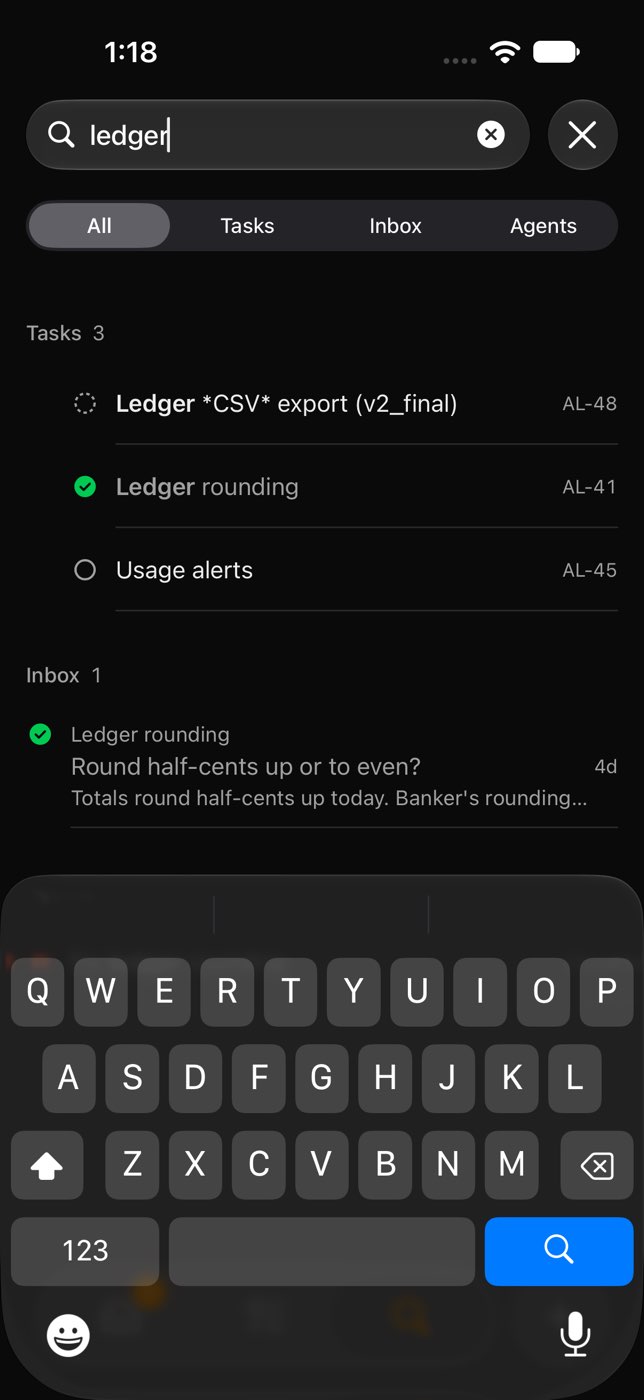 1:18
ledger
All Tasks Inbox Agents
Tasks 3
Ledger *CSV* export (v2_final) AL-48
Ledger rounding AL-41
Usage alerts AL-45
Inbox 1
Ledger rounding
Round half-cents up or to even? 4d
Totals round half-cents up today. Banker's rounding...
Q W E R T Y U I O P
A S D F G H J K L
Z X C V B N M
123